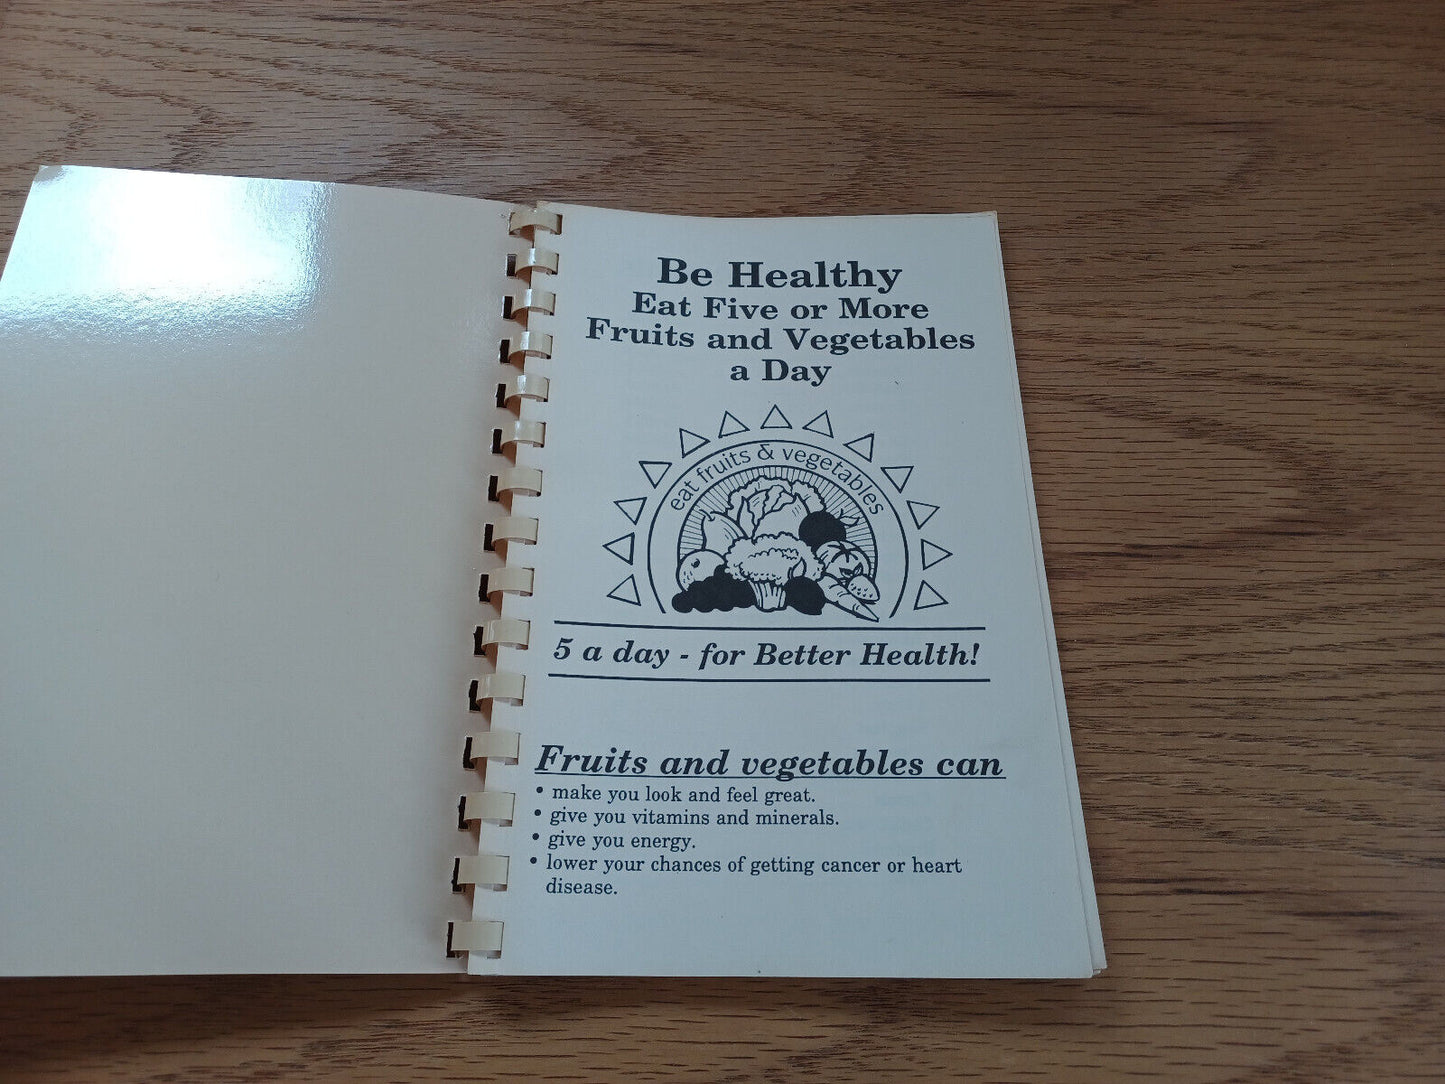 Be Healthy
Eat Five or More
Fruits and Vegetables
a Day
eat fruits & vegetables
5 a day - for Better Health!
Fruits and vegetables can
• make you look and feel great.
• give you vitamins and minerals.
• give you energy.
• lower your chances of getting cancer or heart
disease.